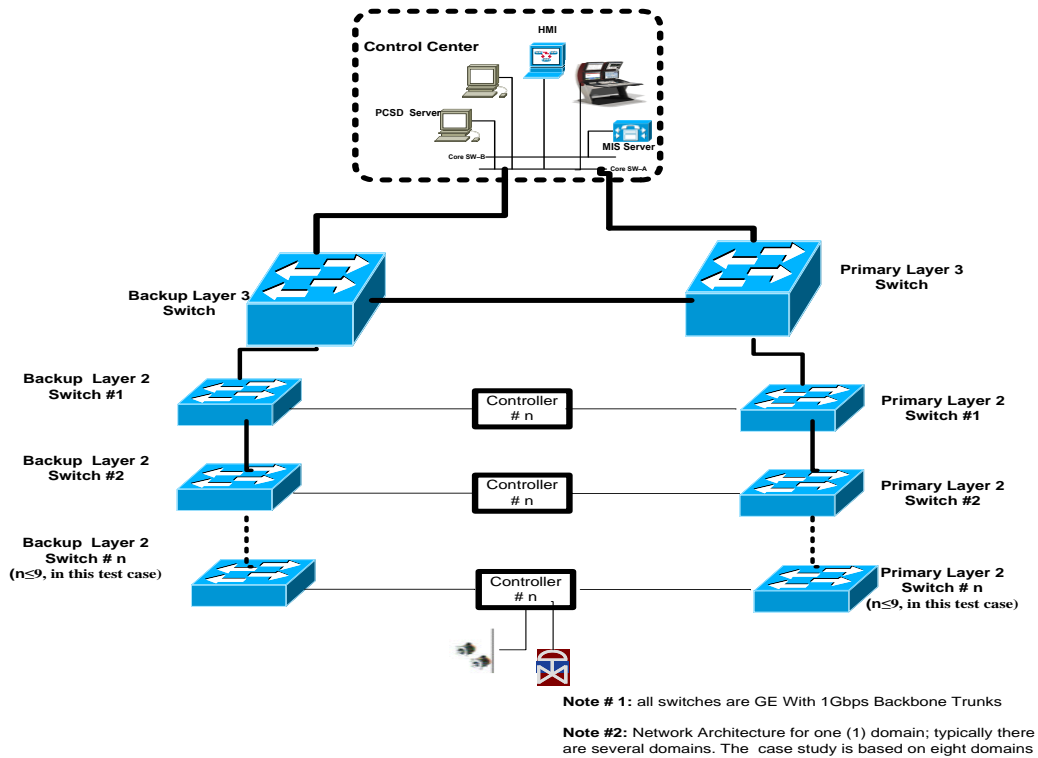 HMI
Control Center
PCSD Server
MIS Server
Core SW–B
Core SW–A
Backup Layer 3
Switch
Primary Layer 3
Switch
Backup Layer 2
Switch #1
Controller
# n
Primary Layer 2
Switch #1
Backup Layer 2
Switch #2
Controller
# n
Primary Layer 2
Switch #2
Backup Layer 2
Switch # n
(n≤9, in this test case)
Controller
# n
Primary Layer 2
Switch # n
(n≤9, in this test case)
Note # 1: all switches are GE With 1Gbps Backbone Trunks
Note #2: Network Architecture for one (1) domain; typically there
are several domains. The case study is based on eight domains